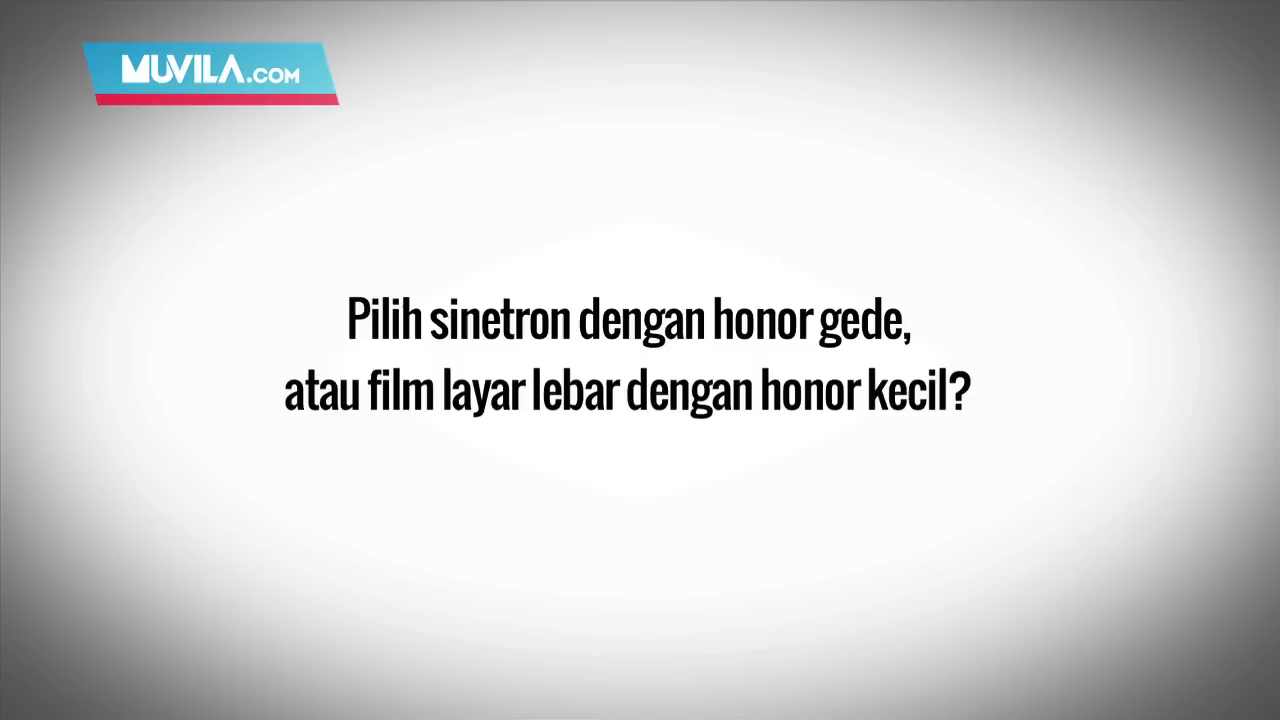 MUVILA.COM
Pilih sinetron dengan honor gede,
atau film layar lebar dengan honor kecil?